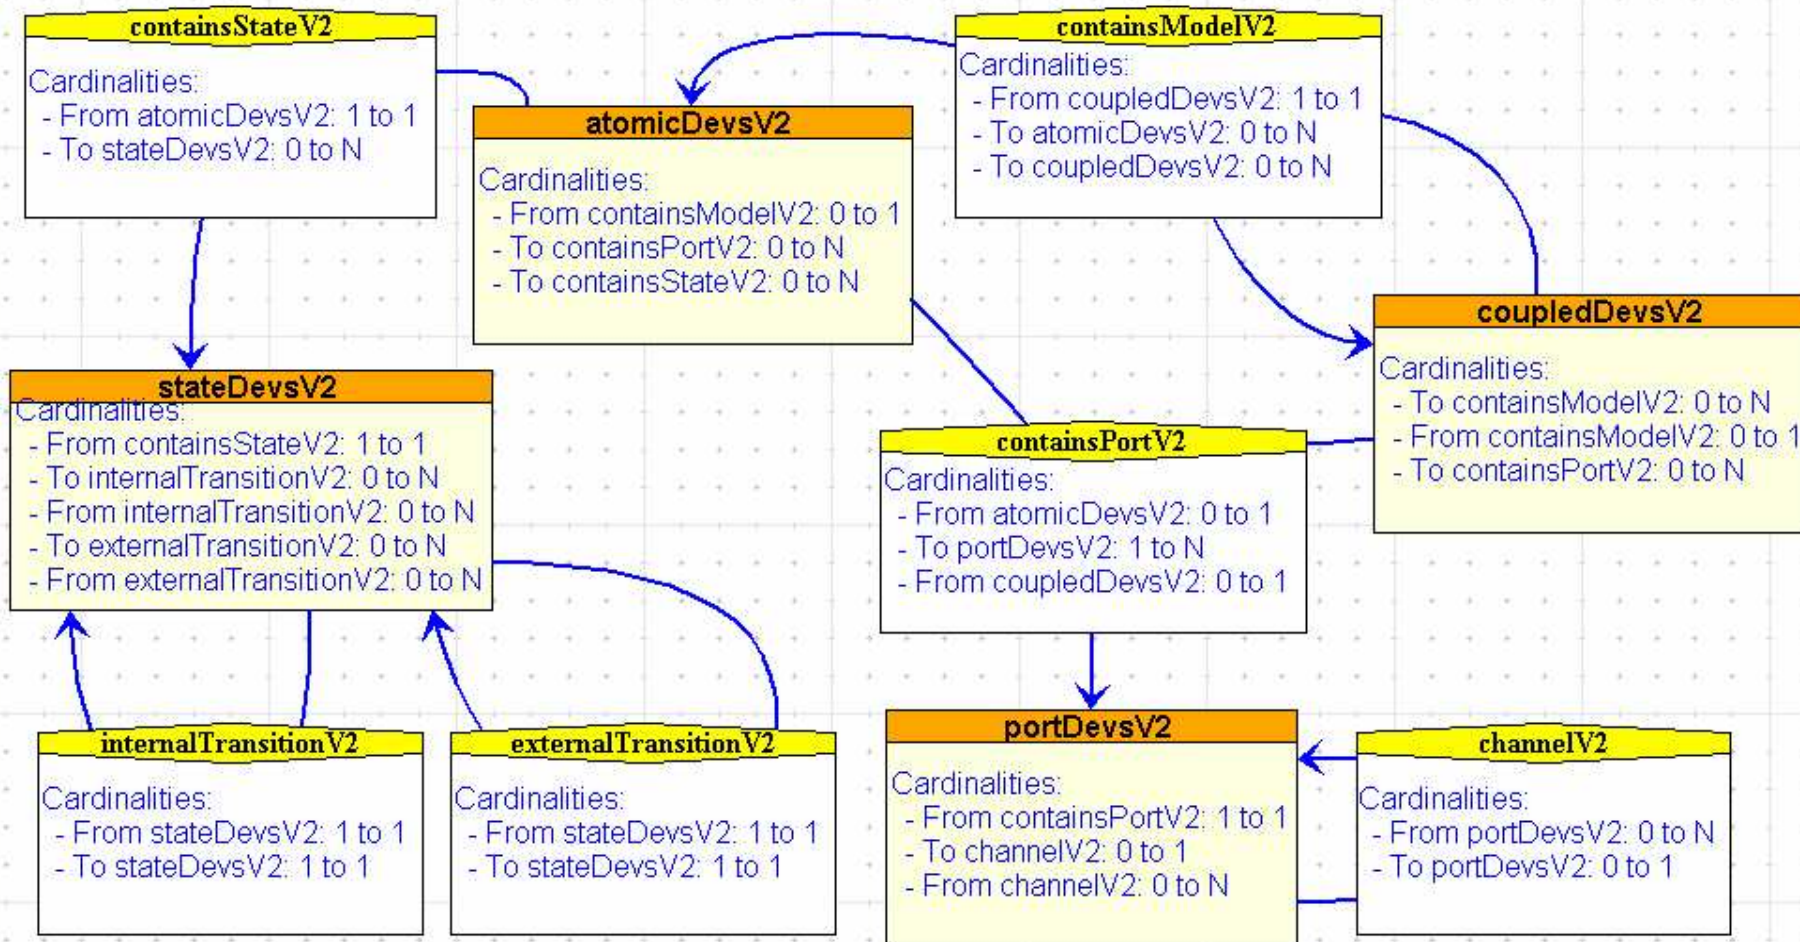 containsStateV2
Cardinalities:
- From atomicDevsV2: 1 to 1
- To stateDevsV2: 0 to N
containsModelV2
Cardinalities:
- From coupledDevsV2: 1 to 1
- To atomicDevsV2: 0 to N
- To coupledDevsV2: 0 to N
atomicDevsV2
Cardinalities:
- From containsModelV2: 0 to 1
- To containsPortV2: 0 to N
- To containsStateV2: 0 to N
coupledDevsV2
Cardinalities:
- To containsModelV2: 0 to N
- From containsModelV2: 0 to 1
- To containsPortV2: 0 to N
stateDevsV2
Cardinalities:
- From containsStateV2: 1 to 1
- To internalTransitionV2: 0 to N
- From internalTransitionV2: 0 to N
- To externalTransitionV2: 0 to N
- From externalTransitionV2: 0 to N
containsPortV2
Cardinalities:
- From atomicDevsV2: 0 to 1
- To portDevsV2: 1 to N
- From coupledDevsV2: 0 to 1
internalTransitionV2
Cardinalities:
- From stateDevsV2: 1 to 1
- To stateDevsV2: 1 to 1
externalTransitionV2
Cardinalities:
- From stateDevsV2: 1 to 1
- To stateDevsV2: 1 to 1
portDevsV2
Cardinalities:
- From containsPortV2: 1 to 1
- To channelV2: 0 to 1
- From channelV2: 0 to N
channelV2
Cardinalities:
- From portDevsV2: 0 to N
- To portDevsV2: 0 to 1